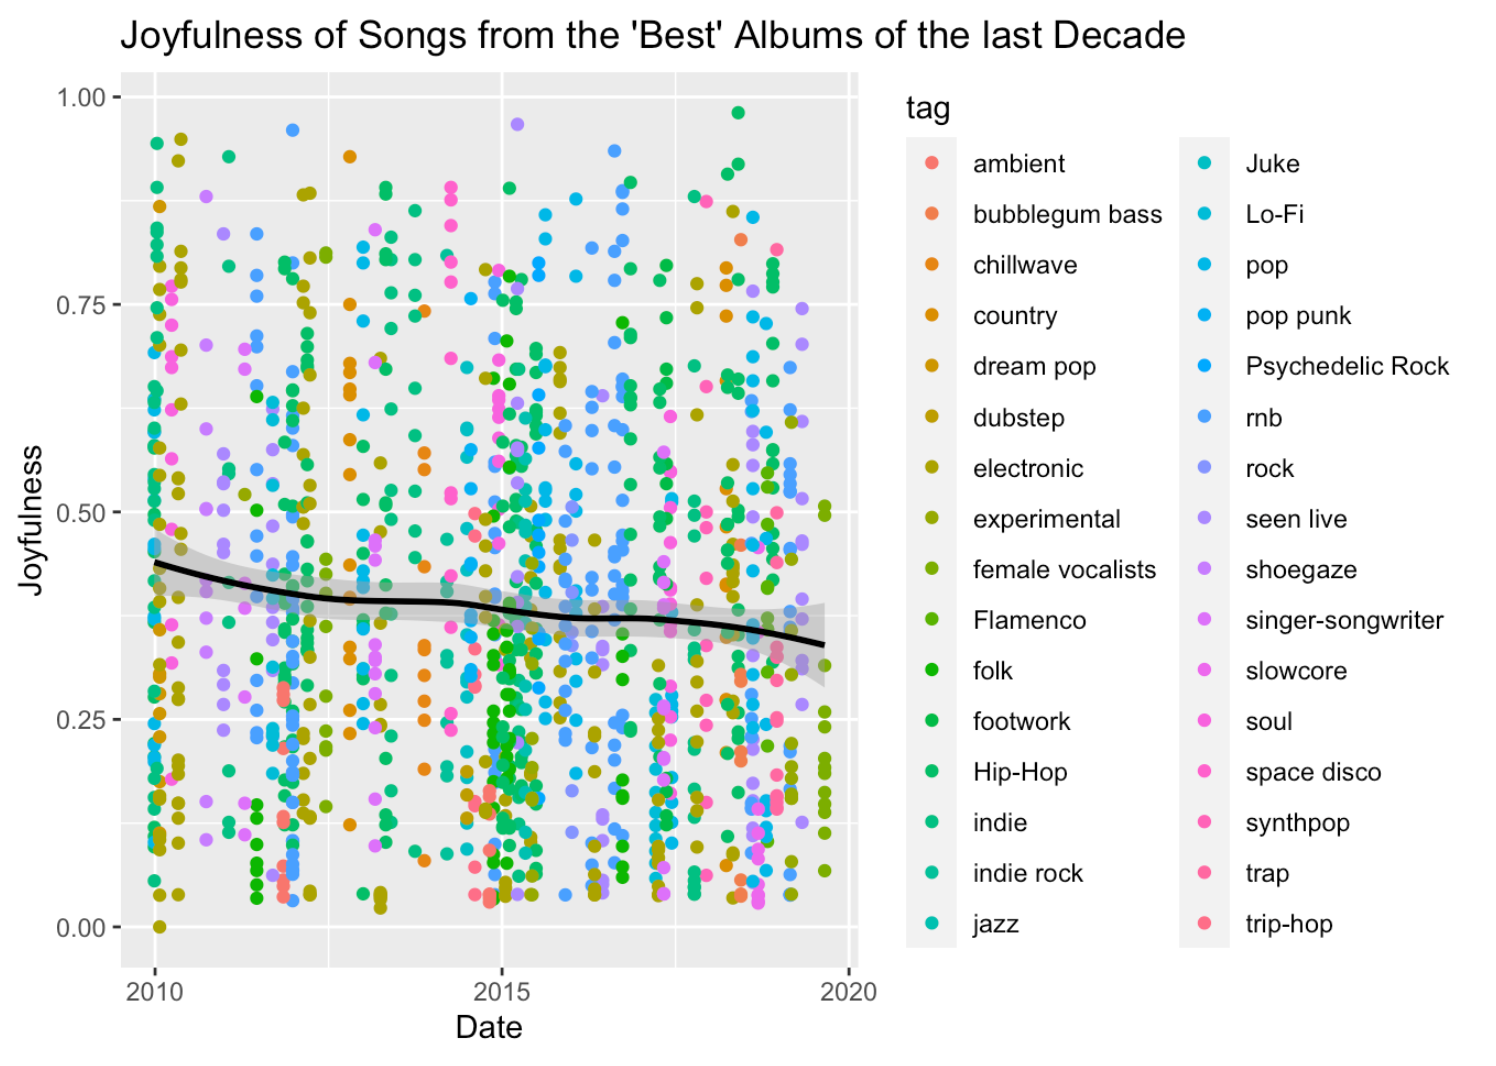 Joyfulness of Songs from the 'Best' Albums of the last Decade
Joyfulness
1.00
0.75
0.50
0.25
0.00
2010
2015
2020
Date
tag
ambient
bubblegum bass
chillwave
country
dream pop
dubstep
electronic
experimental
female vocalists
Flamenco
folk
footwork
Hip-Hop
indie
indie rock
jazz
Juke
Lo-Fi
pop
pop punk
Psychedelic Rock
rnb
rock
seen live
shoegaze
singer-songwriter
slowcore
soul
space disco
synthpop
trap
trip-hop